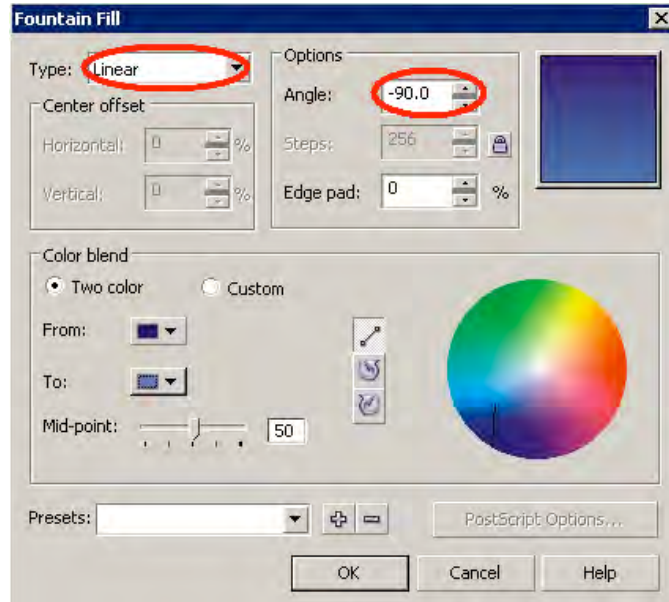 Fountain Fill
Type: Linear
Center offset
Horizontal: 0 %
Vertical: 0 %
Options
Angle: -90.0
Steps: 256
Edge pad: 0 %
Color blend
Two color Custom
From:
To:
Mid-point: 50
Presets:
PostScript Options...
OK Cancel Help